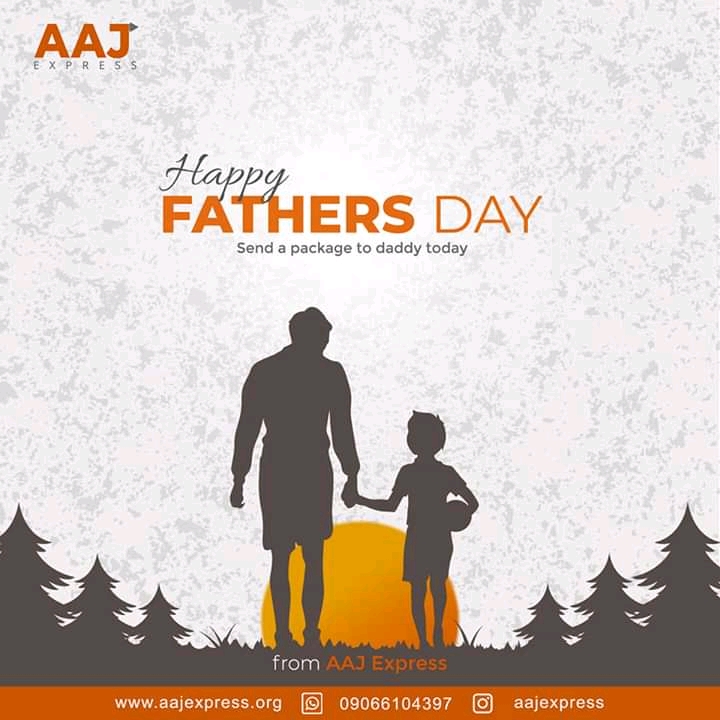 AAJ
EXPRESS
Happy
FATHERS DAY
Send a package to daddy today
from AAJ Express
www.aajexpress.org 09066104397 aajexpress